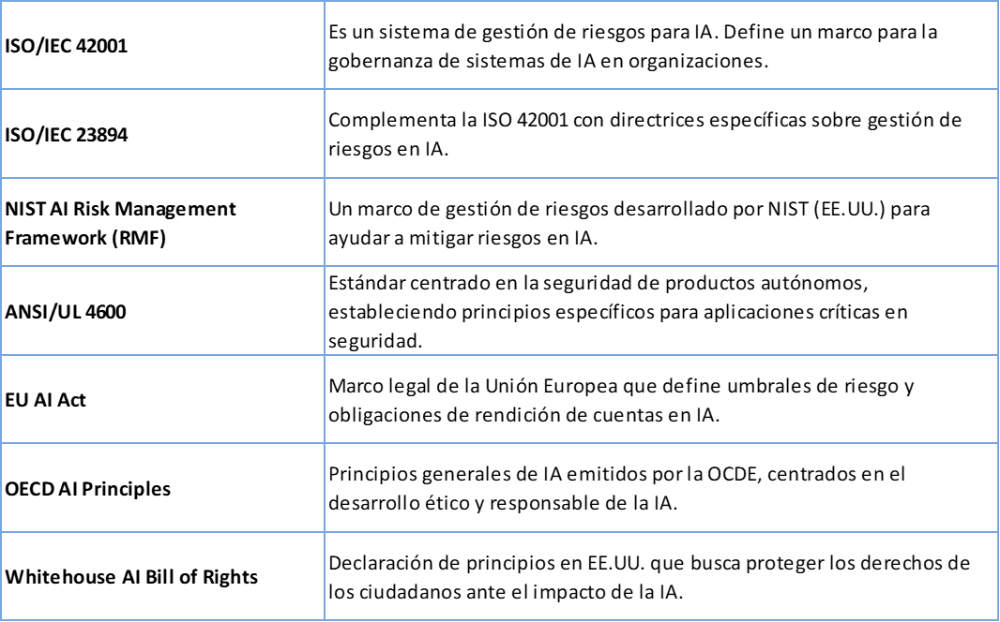 ISO/IEC 42001
Es un sistema de gestión de riesgos para IA. Define un marco para la
gobernanza de sistemas de IA en organizaciones.
ISO/IEC 23894
Complementa la ISO 42001 con directrices específicas sobre gestión de
riesgos en IA.
NIST AI Risk Management
Framework (RMF)
Un marco de gestión de riesgos desarrollado por NIST (EE.UU.) para
ayudar a mitigar riesgos en IA.
ANSI/UL 4600
Estándar centrado en la seguridad de productos autónomos,
estableciendo principios específicos para aplicaciones críticas en
seguridad.
EU AI Act
Marco legal de la Unión Europea que define umbrales de riesgo y
obligaciones de rendición de cuentas en IA.
OECD AI Principles
Principios generales de IA emitidos por la OCDE, centrados en el
desarrollo ético y responsable de la IA.
Whitehouse AI Bill of Rights
Declaración de principios en EE.UU. que busca proteger los derechos de
los ciudadanos ante el impacto de la IA.